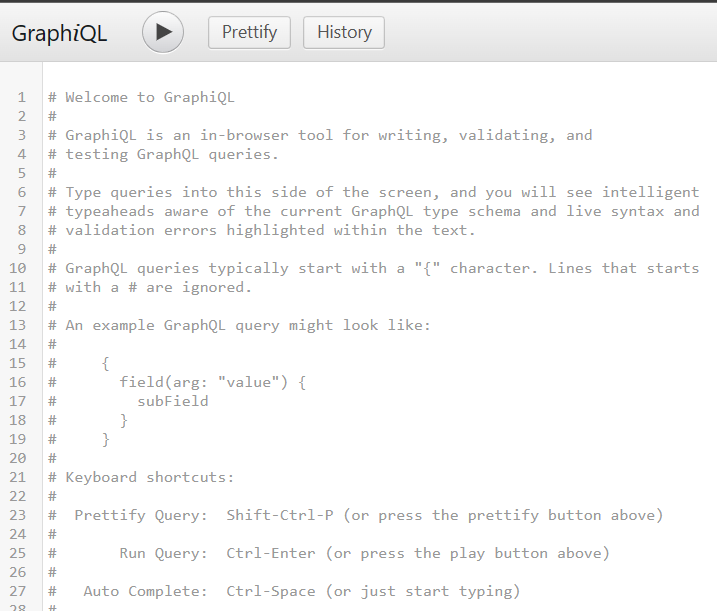 GraphiQL Prettify History
1 # Welcome to GraphiQL
2 #
3 # GraphiQL is an in-browser tool for writing, validating, and
4 # testing GraphQL queries.
5 #
6 # Type queries into this side of the screen, and you will see intelligent
7 # typeaheads aware of the current GraphQL type schema and live syntax and
8 # validation errors highlighted within the text.
9 #
10 # GraphQL queries typically start with a "{" character. Lines that starts
11 # with a # are ignored.
12 #
13 # An example GraphQL query might look like:
14 #
15 #     {
16 #       field(arg: "value") {
17 #         subField
18 #       }
19 #     }
20 #
21 # Keyboard shortcuts:
22 #
23 #  Prettify Query:  Shift-Ctrl-P (or press the prettify button above)
24 #
25 #       Run Query:  Ctrl-Enter (or press the play button above)
26 #
27 #   Auto Complete:  Ctrl-Space (or just start typing)
28 #